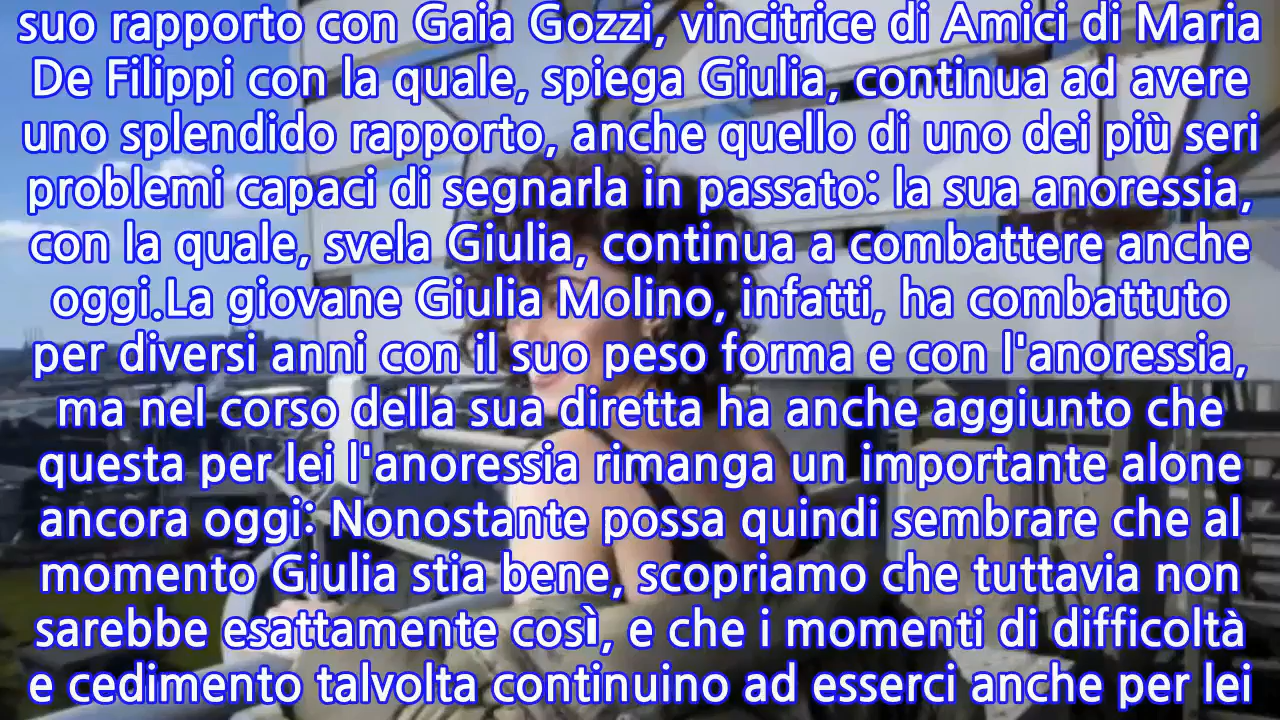 suo rapporto con Gaia Gozzi, vincitrice di Amici di Maria
De Filippi con la quale, spiega Giulia, continua ad avere
uno splendido rapporto, anche quello di uno dei più seri
problemi capaci di segnarla in passato: la sua anoressia,
con la quale, svela Giulia, continua a combattere anche
oggi.La giovane Giulia Molino, infatti, ha combattuto
per diversi anni con il suo peso forma e con l'anoressia,
ma nel corso della sua diretta ha anche aggiunto che
questa per lei l'anoressia rimanga un importante alone
ancora oggi: Nonostante possa quindi sembrare che al
momento Giulia stia bene, scopriamo che tuttavia non
sarebbe esattamente così, e che i momenti di difficoltà
e cedimento talvolta continuino ad esserci anche per lei